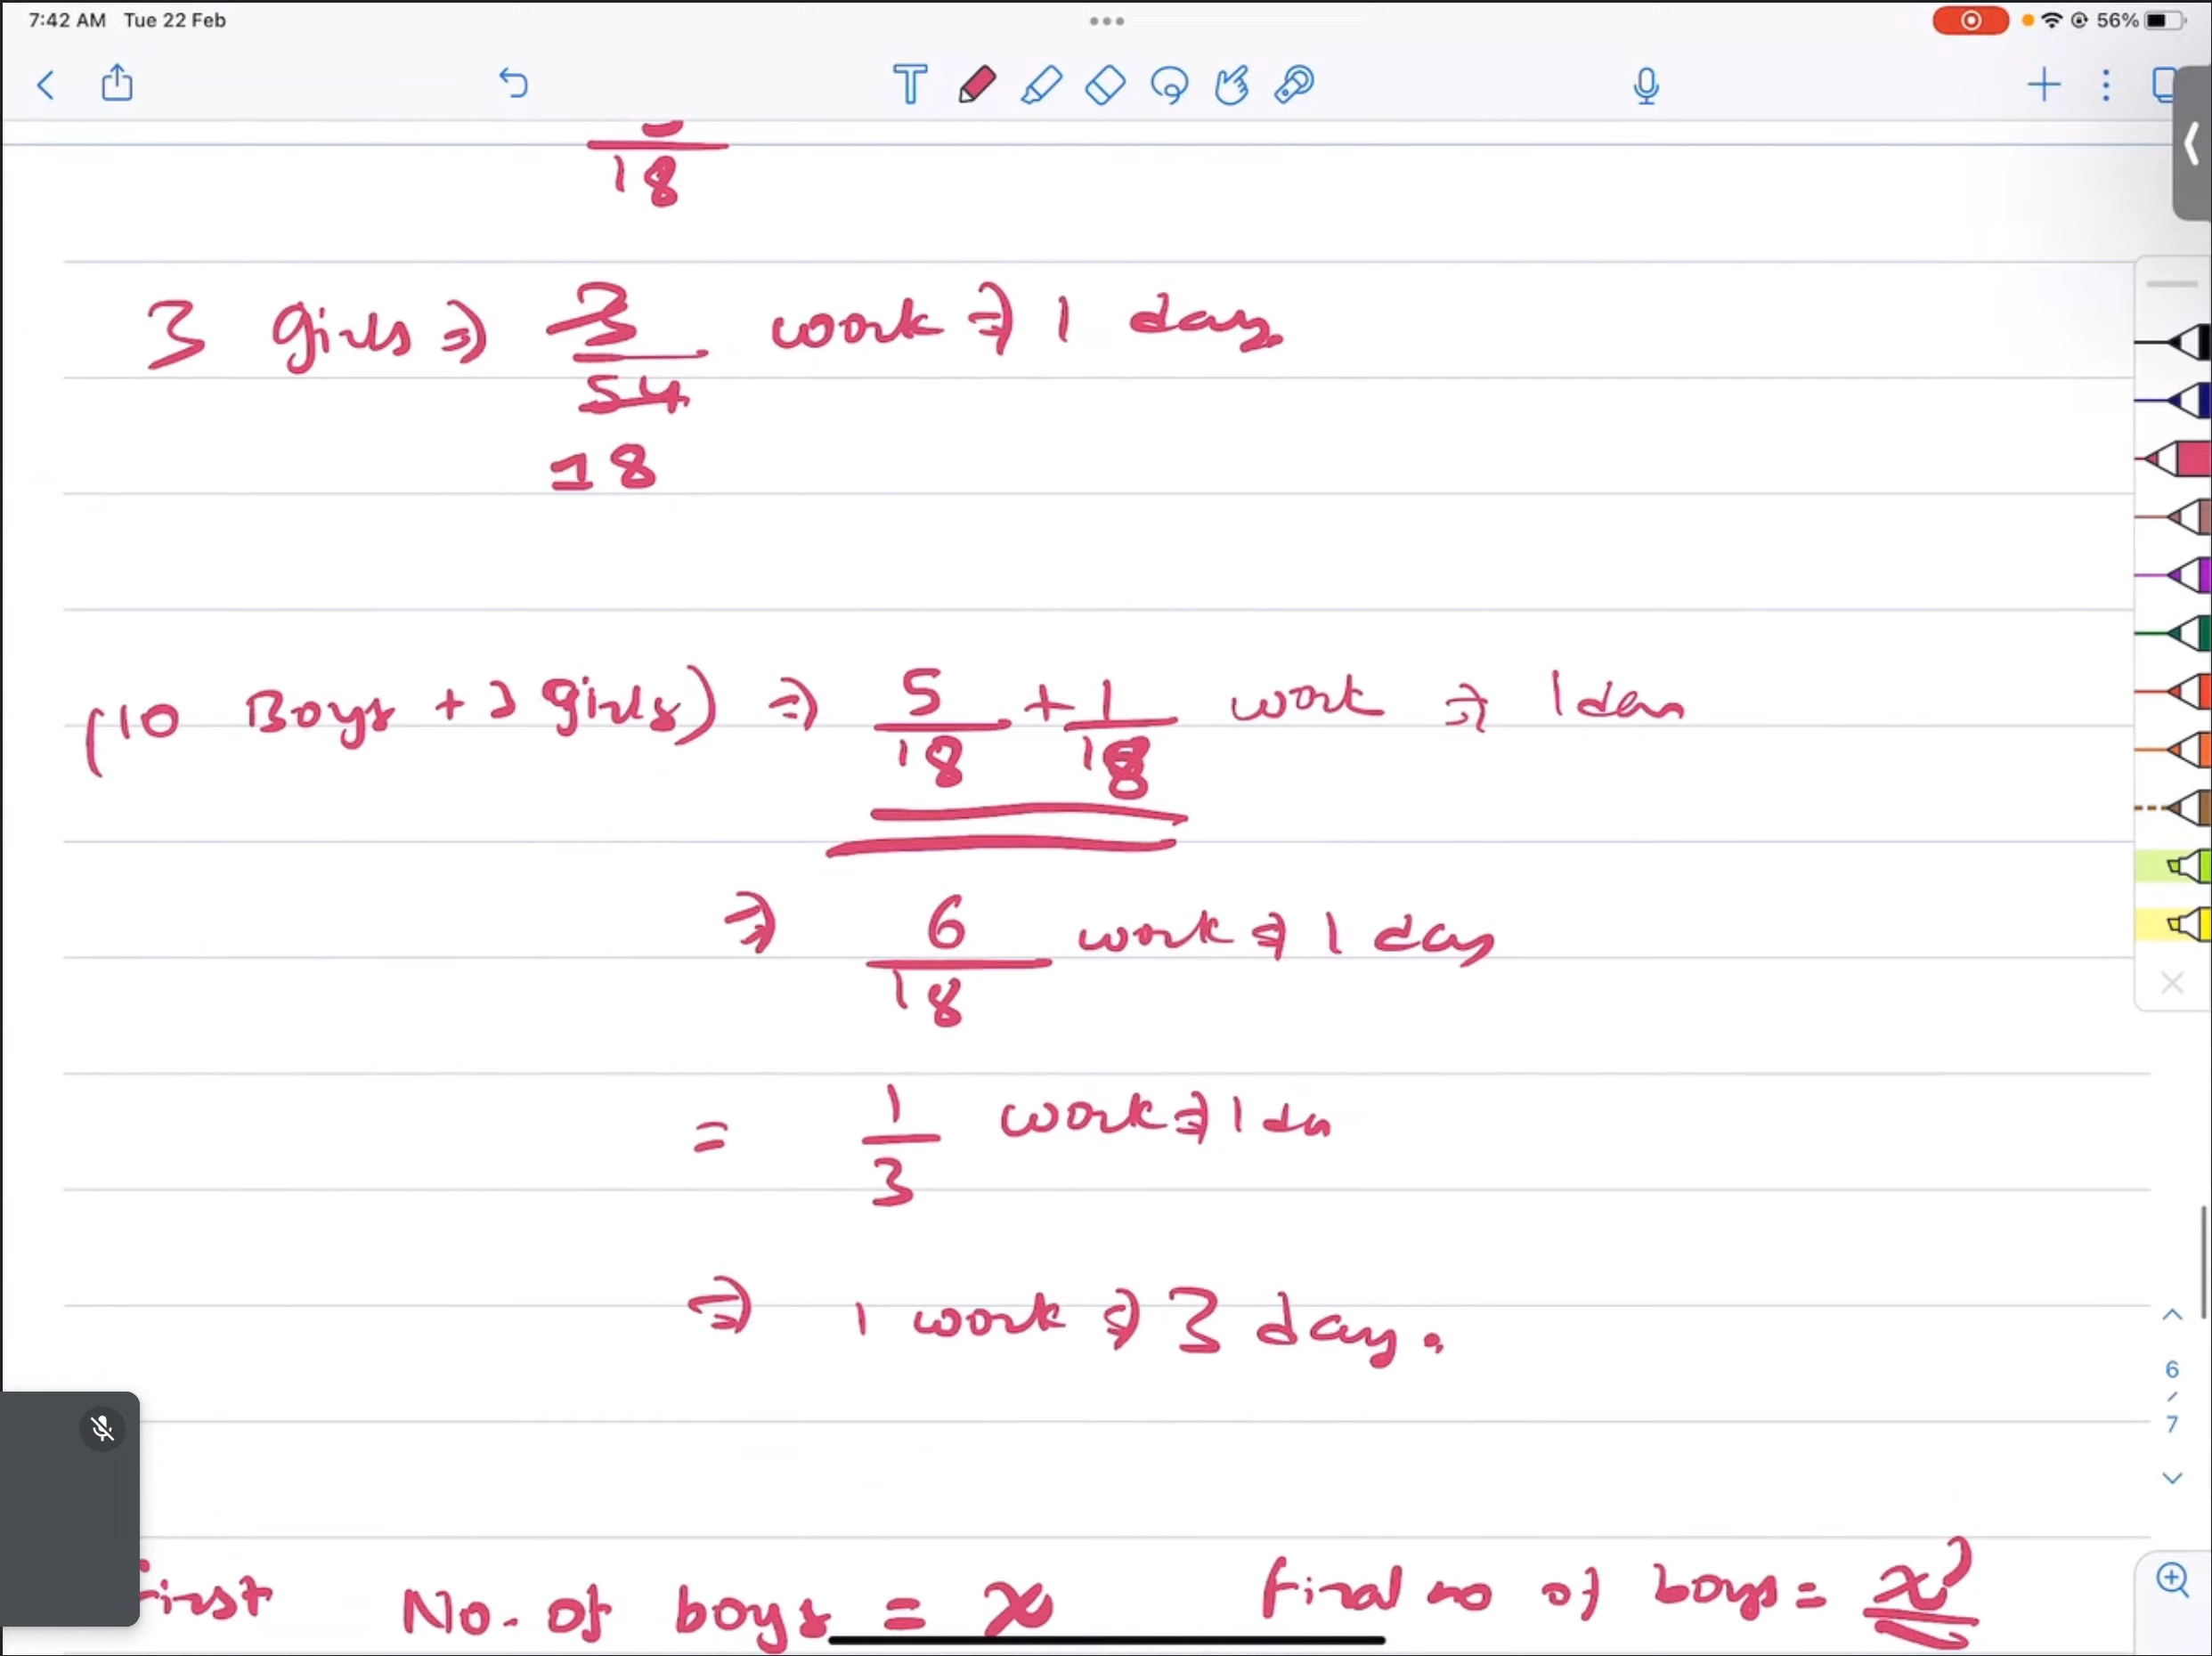 7:42 AM Tue 22 Feb 56%
18
3 Girls ⇒ 3/54 work ⇒ 1 day
18
(10 Boys + 3 girls) ⇒ 5/18 + 1/18 work ⇒ 1 day
⇒ 6/18 work ⇒ 1 day
= 1/3 work ⇒ 1 da
⇒ 1 work ⇒ 3 day.
6
/
7
First No. of boys = x final no of boys = x'